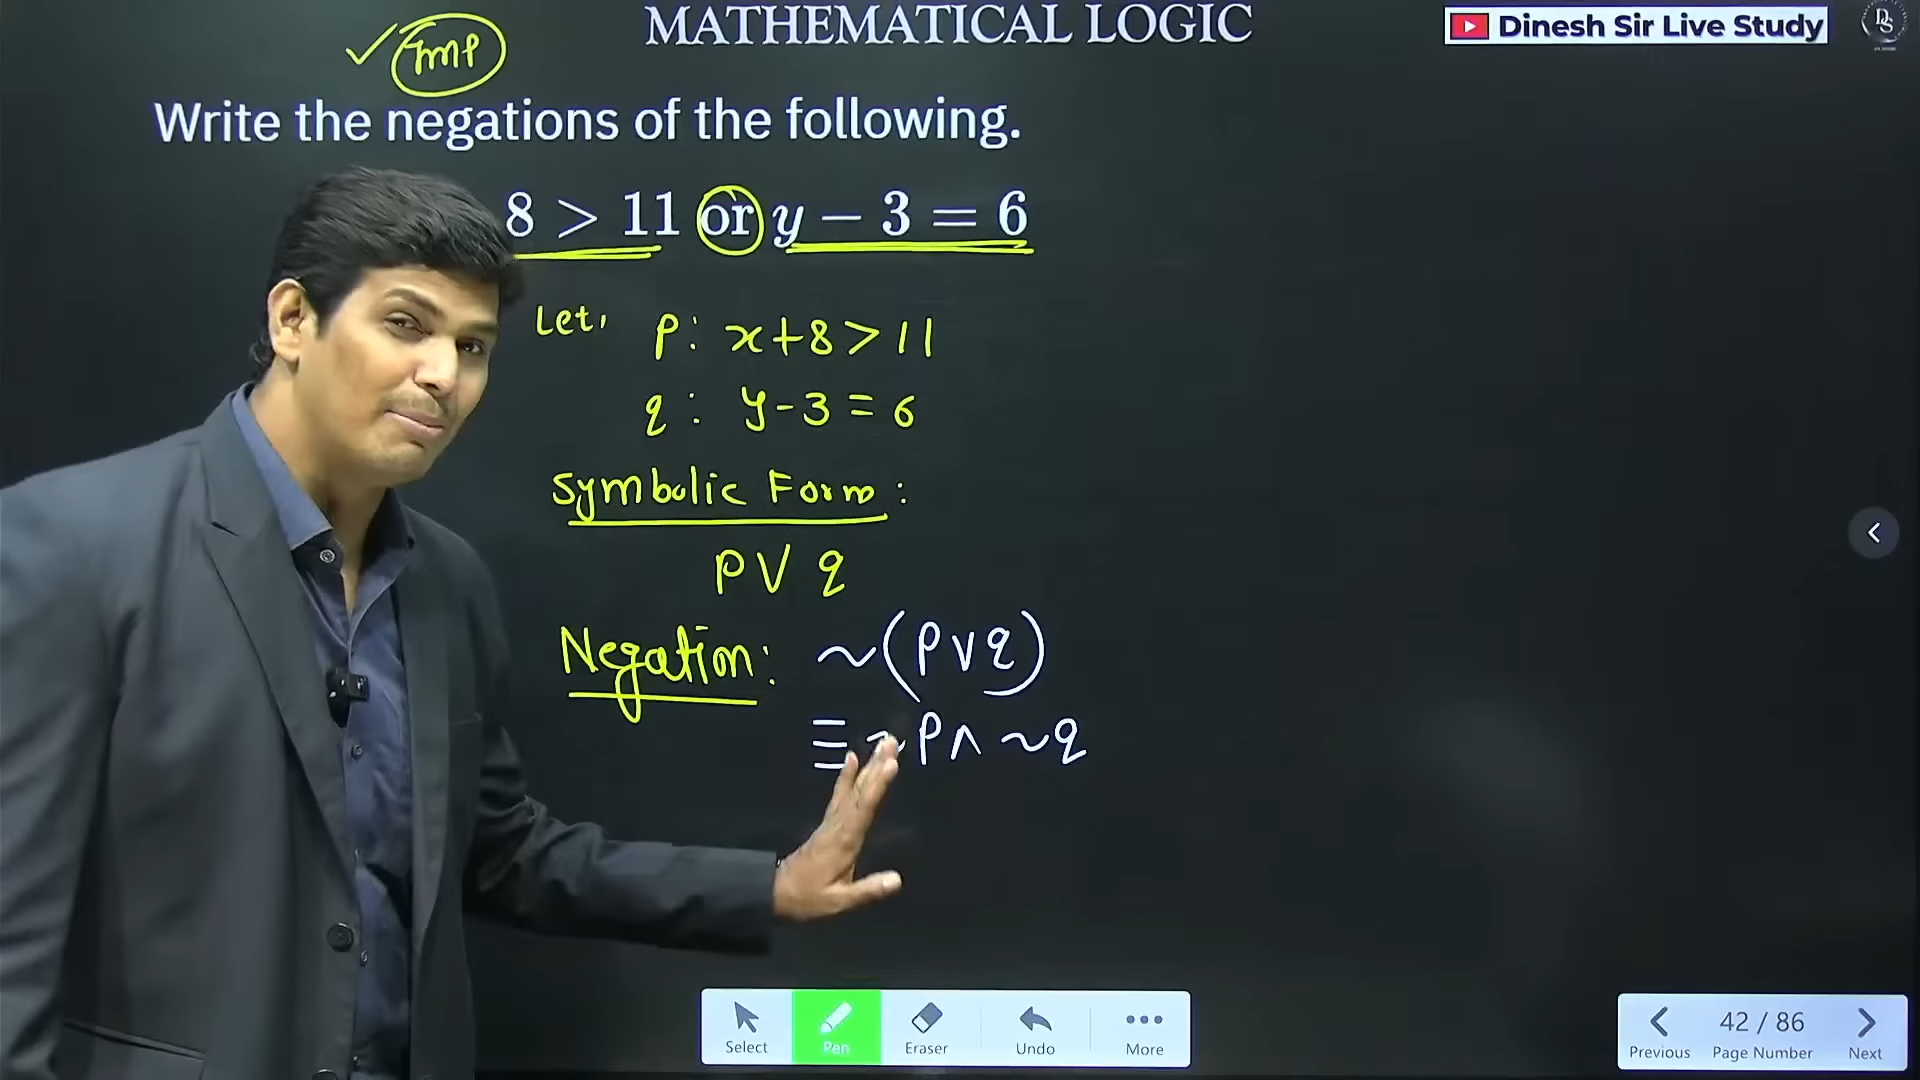 MATHEMATICAL LOGIC
Dinesh Sir Live Study
DS
Imp
Write the negations of the following.
8 > 11 or y − 3 = 6
Let, p: x+8>11
q: y-3=6
Symbolic Form:
p∨q
Negation: ~(p∨q)
≡ ~p∧~q
Select Pen Eraser Undo More
42 / 86
Previous Page Number Next